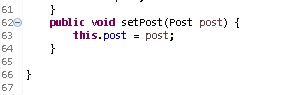 61 }
62 public void setPost(Post post) {
63 this.post = post;
64 }
65
66 }
67